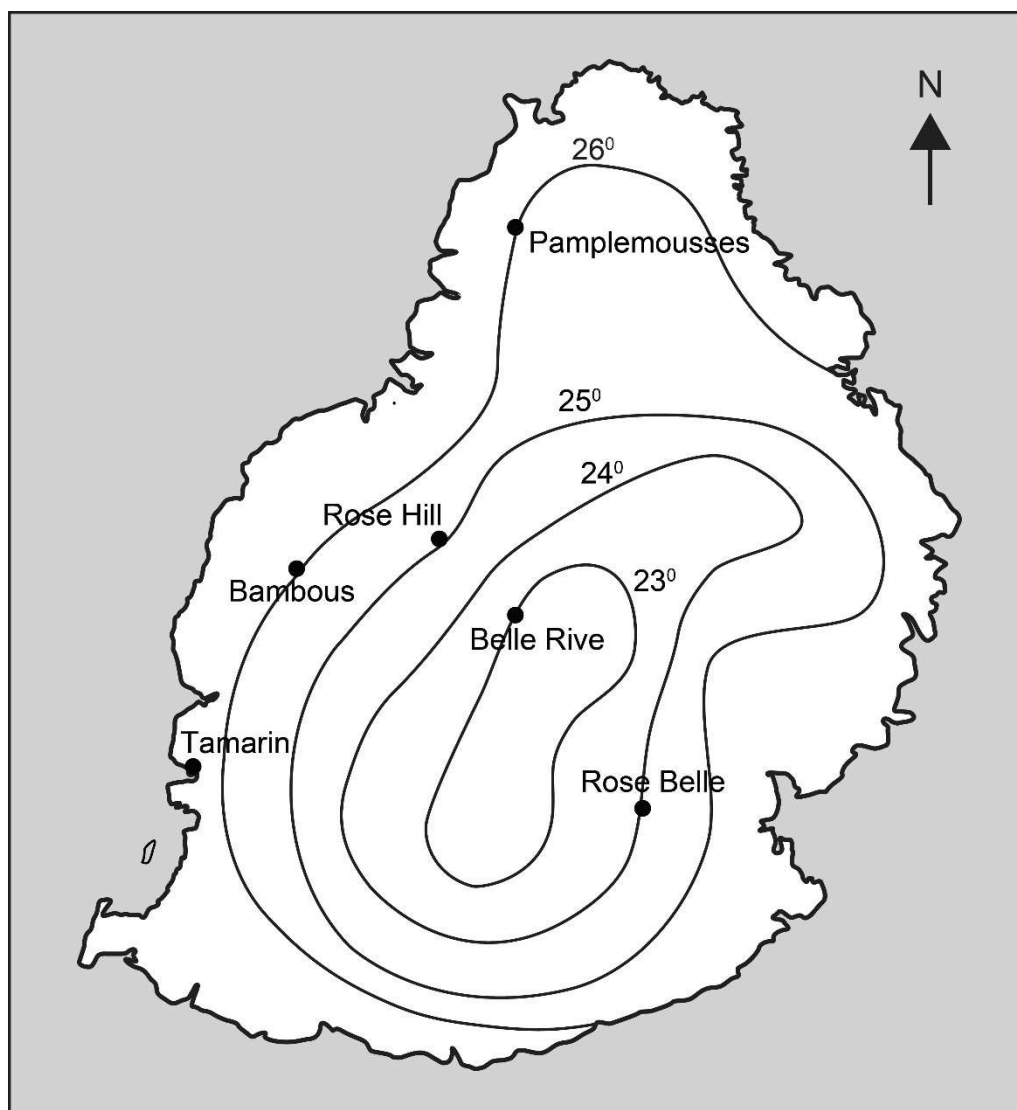 N
26⁰
Pamplemousses
25⁰
24⁰
Rose Hill
23⁰
Bambous
Belle Rive
Tamarin
Rose Belle